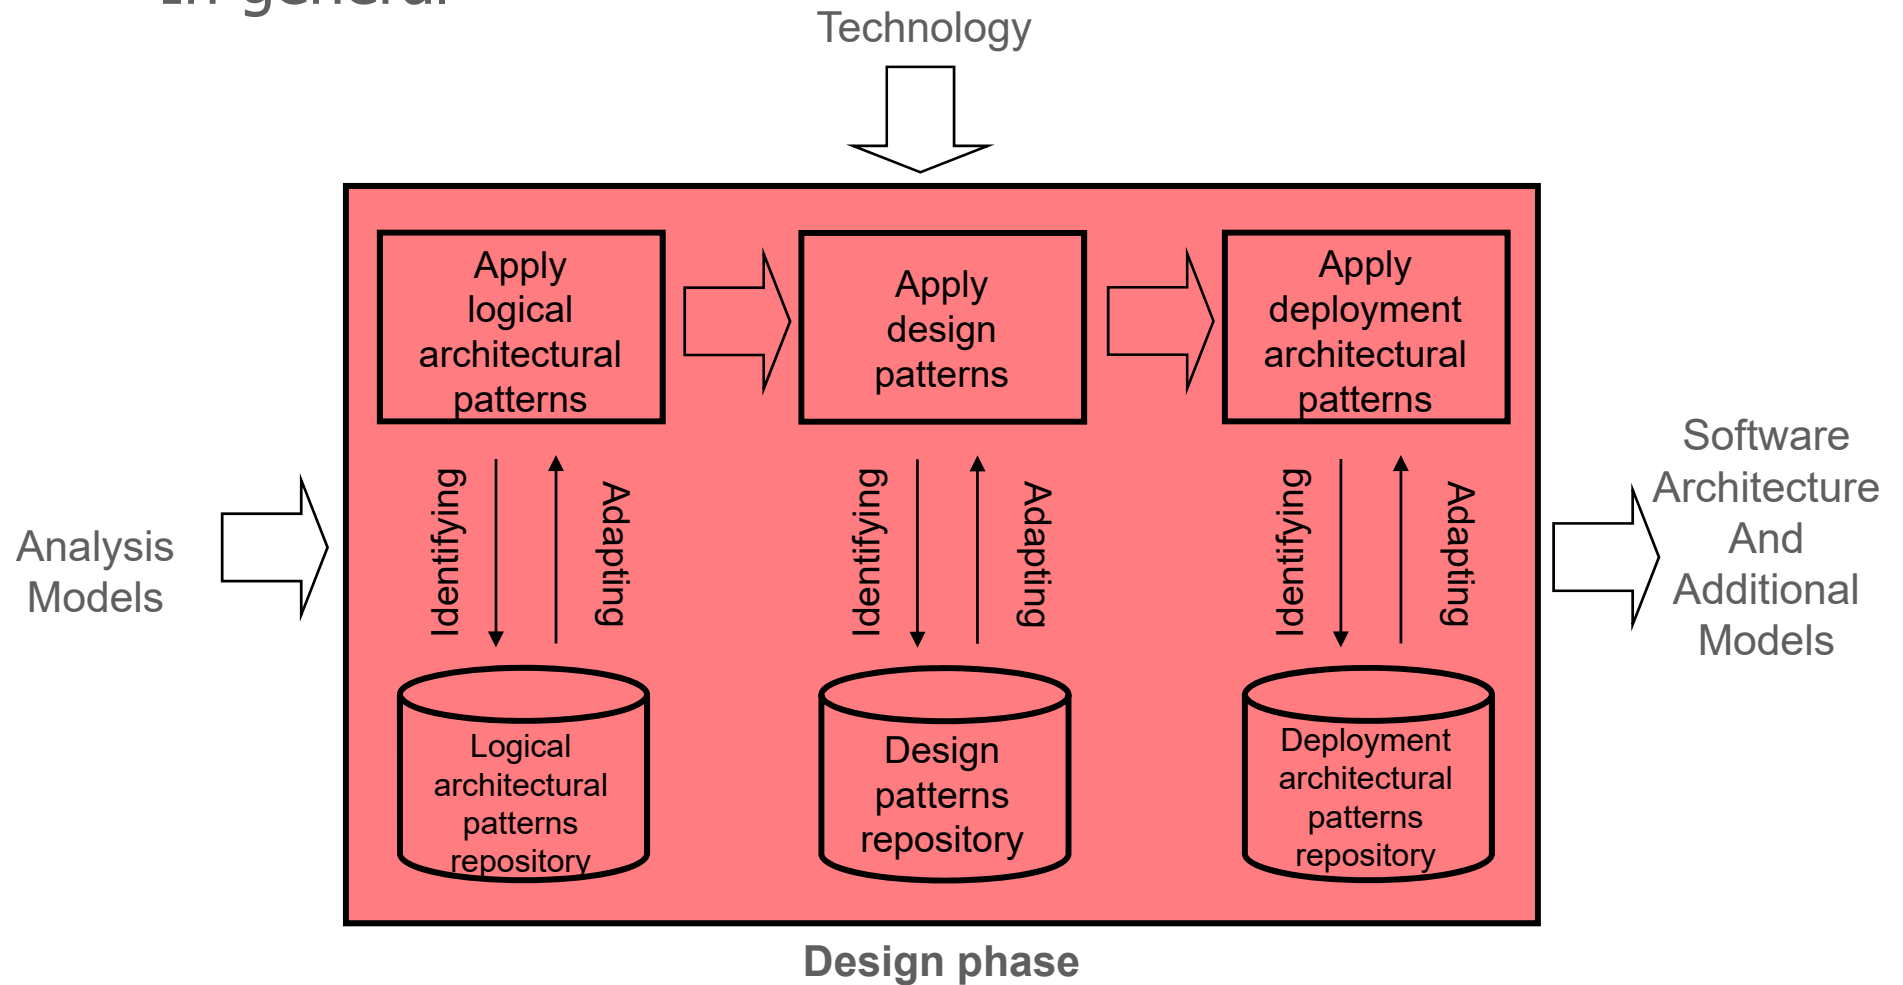 In general
Technology
Apply
logical
architectural
patterns
Apply
design
patterns
Apply
deployment
architectural
patterns
Identifying
Adapting
Identifying
Adapting
Identifying
Adapting
Analysis
Models
Software
Architecture
And
Additional
Models
Logical
architectural
patterns
repository
Design
patterns
repository
Deployment
architectural
patterns
repository
Design phase